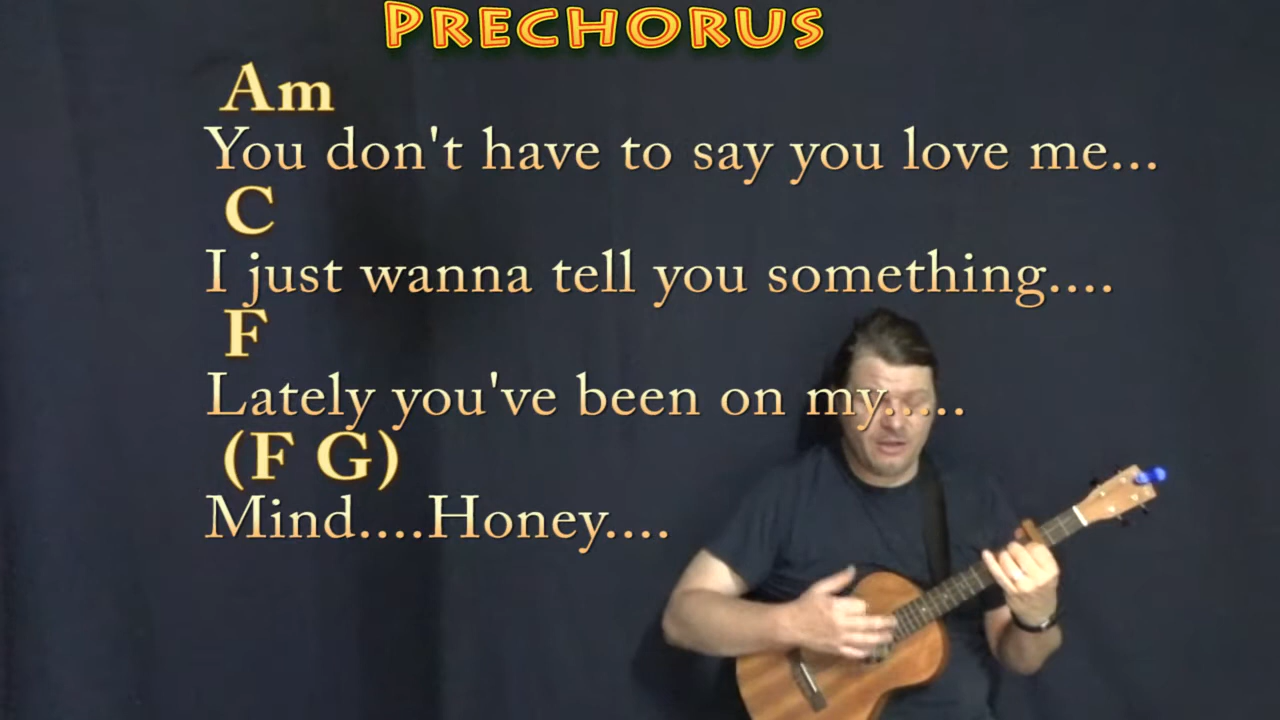 PRECHORUS
Am
You don't have to say you love me...
C
I just wanna tell you something....
F
Lately you've been on my.....
(F G)
Mind....Honey....